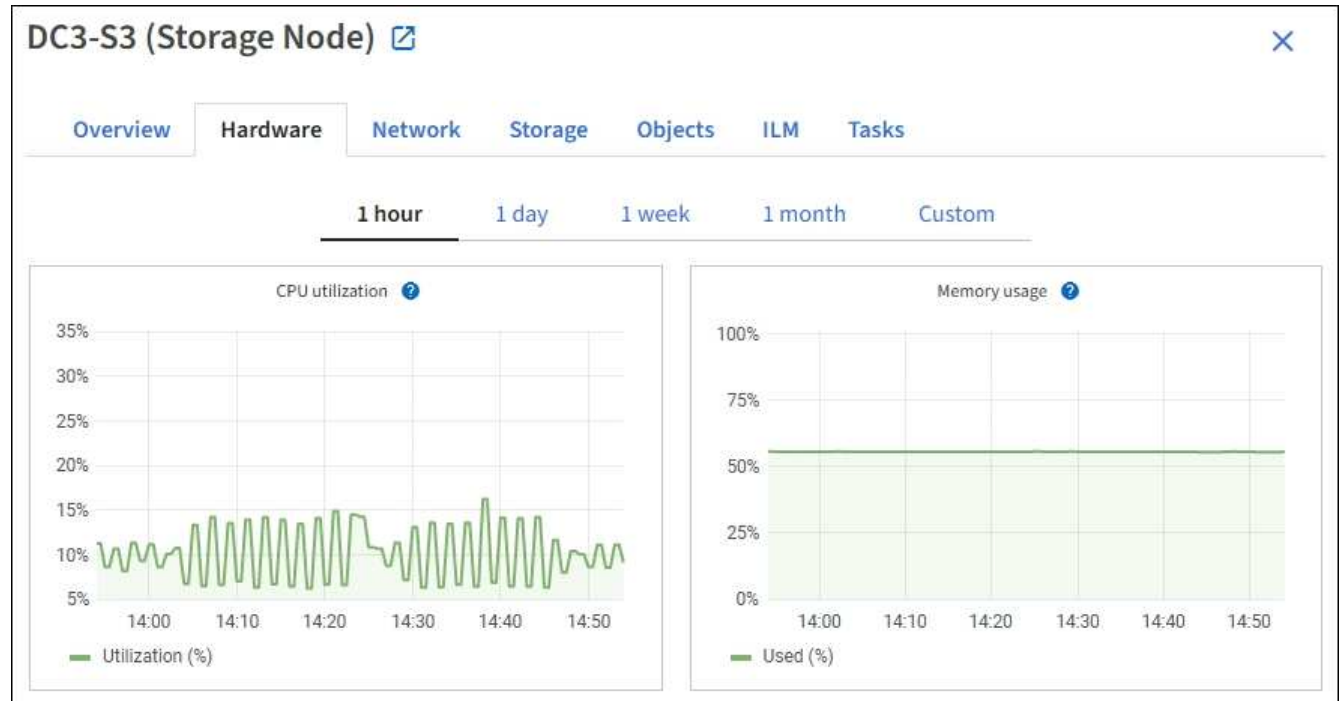 DC3-S3 (Storage Node)
Overview Hardware Network Storage Objects ILM Tasks
1 hour 1 day 1 week 1 month Custom
CPU utilization ?
35%
30%
25%
20%
15%
10%
5%
14:00 14:10 14:20 14:30 14:40 14:50
Utilization (%)
Memory usage ?
100%
75%
50%
25%
0%
14:00 14:10 14:20 14:30 14:40 14:50
Used (%)